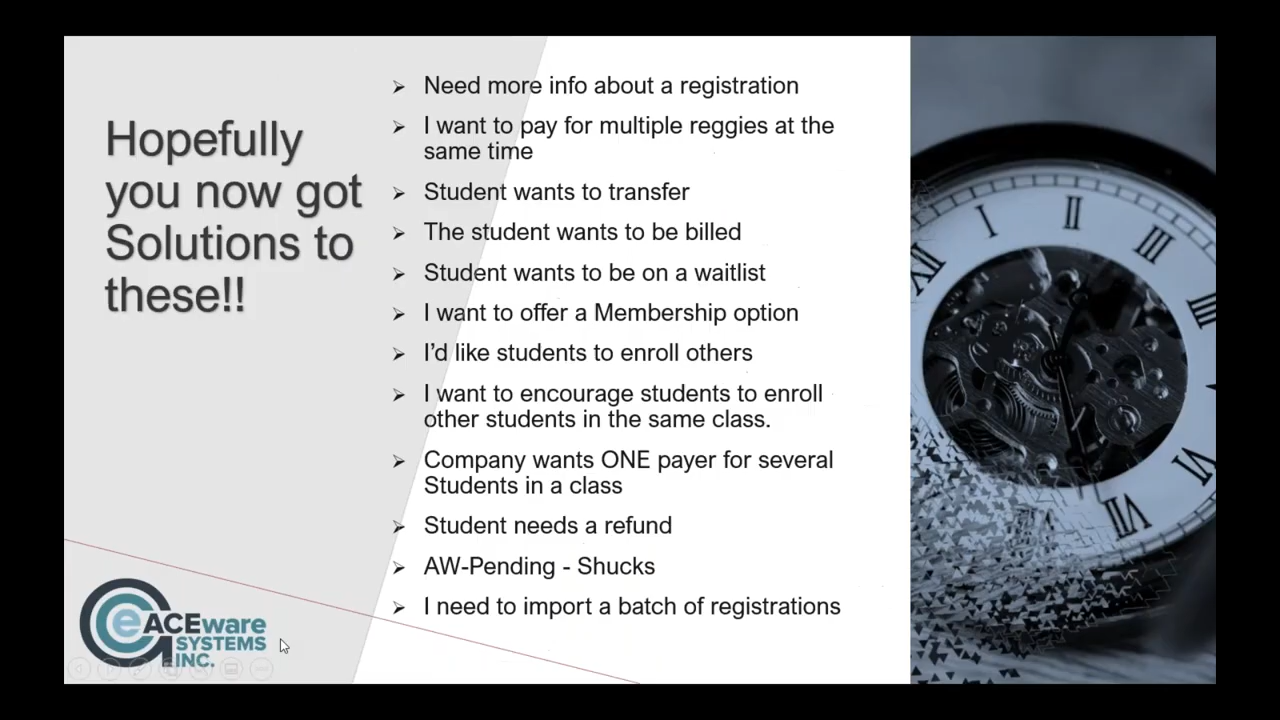 Hopefully
you now got
Solutions to
these!!
➢ Need more info about a registration
➢ I want to pay for multiple reggies at the
same time
➢ Student wants to transfer
➢ The student wants to be billed
➢ Student wants to be on a waitlist
➢ I want to offer a Membership option
➢ I’d like students to enroll others
➢ I want to encourage students to enroll
other students in the same class.
➢ Company wants ONE payer for several
Students in a class
➢ Student needs a refund
➢ AW-Pending - Shucks
➢ I need to import a batch of registrations
e ACEware
SYSTEMS
INC.
I
II
III
VI
VII